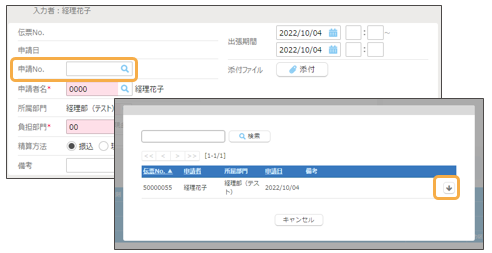 入力者：経理花子
伝票No.
申請日
申請No.
申請者名* 0000 経理花子
所属部門 経理部（テスト）
負担部門* 00
精算方法 振込
備考
出張期間 2022/10/04 : ～
2022/10/04 :
添付ファイル 添付
検索
<< < > >> [1-1/1]
伝票No.▲ 申請者 所属部門 申請日 備考
50000055 経理花子 経理部（テスト） 2022/10/04
キャンセル